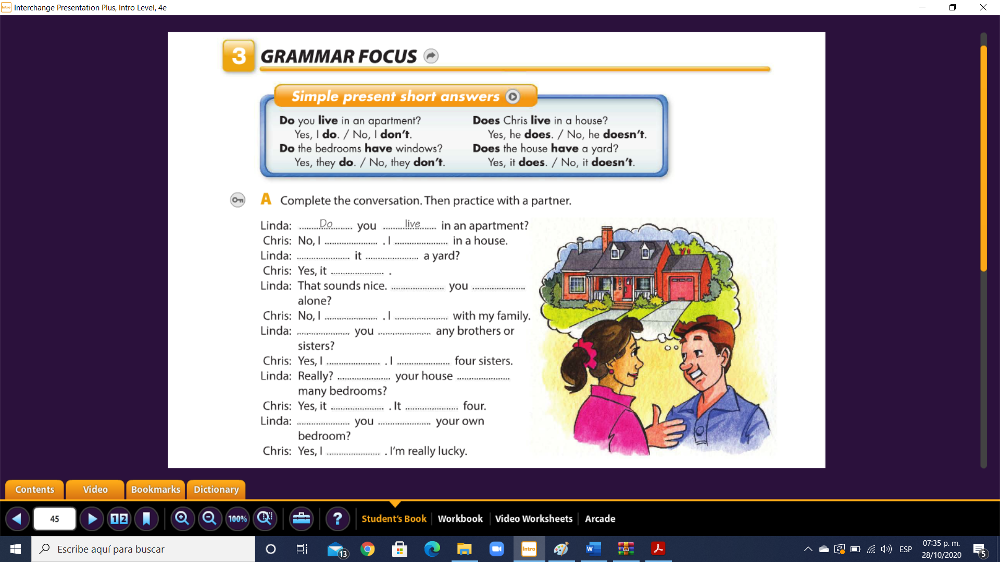 Intro Interchange Presentation Plus, Intro Level, 4e
3 GRAMMAR FOCUS
Simple present short answers
Do you live in an apartment?
Yes, I do. / No, I don't.
Do the bedrooms have windows?
Yes, they do. / No, they don't.
Does Chris live in a house?
Yes, he does. / No, he doesn't.
Does the house have a yard?
Yes, it does. / No, it doesn't.
A Complete the conversation. Then practice with a partner.
Linda: ....Do.... you ....live.... in an apartment?
Chris: No, I .................... . I .................... in a house.
Linda: .................... it .................... a yard?
Chris: Yes, it .................... .
Linda: That sounds nice. .................... you ....................
alone?
Chris: No, I .................... . I .................... with my family.
Linda: .................... you .................... any brothers or
sisters?
Chris: Yes, I .................... . I .................... four sisters.
Linda: Really? .................... your house ....................
many bedrooms?
Chris: Yes, it .................... . It .................... four.
Linda: .................... you .................... your own
bedroom?
Chris: Yes, I .................... . I'm really lucky.
Contents Video Bookmarks Dictionary
45 12 100% ? Student's Book Workbook Video Worksheets Arcade
Escribe aquí para buscar
13
Intro
W
ESP
07:35 p. m.
28/10/2020
5